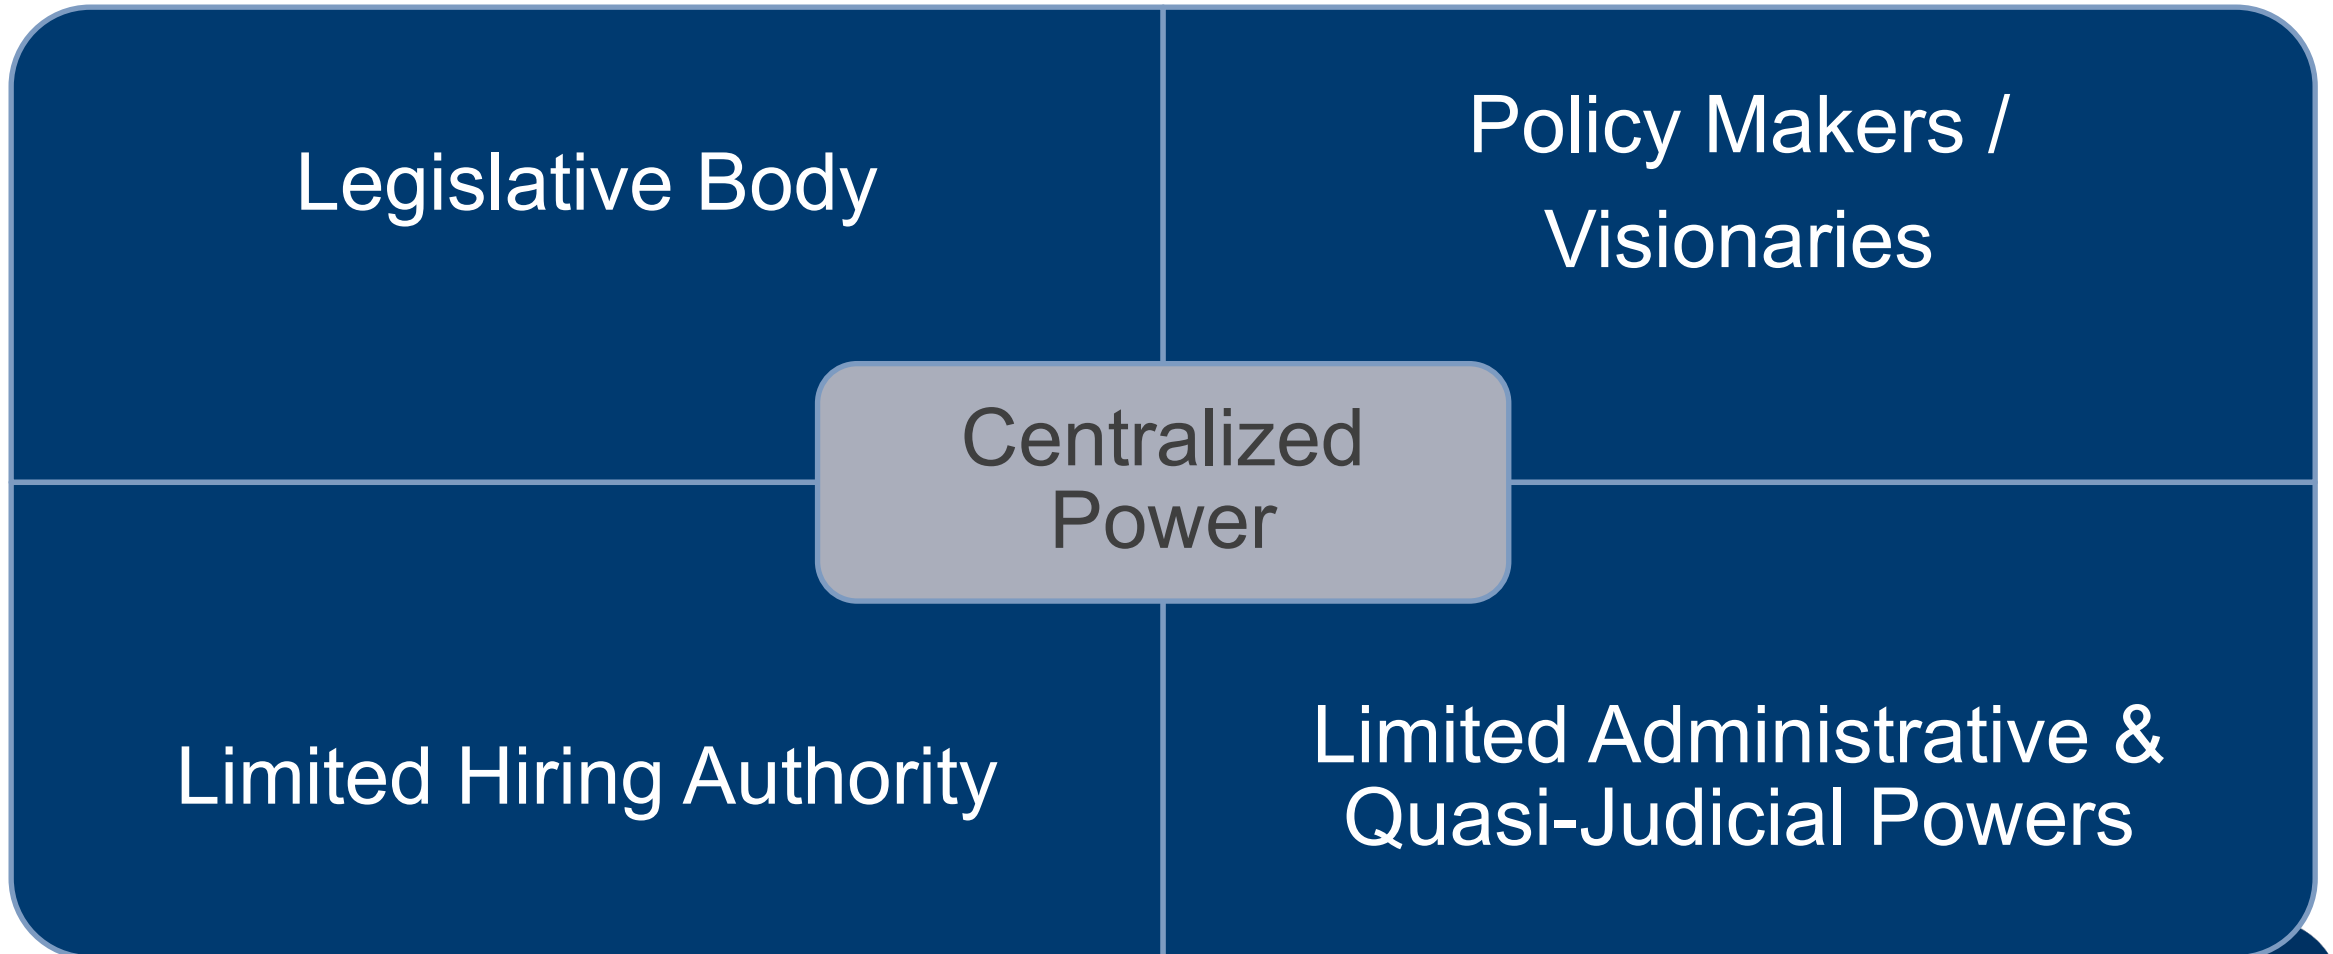 Legislative Body
Policy Makers /
Visionaries
Centralized
Power
Limited Hiring Authority
Limited Administrative &
Quasi-Judicial Powers